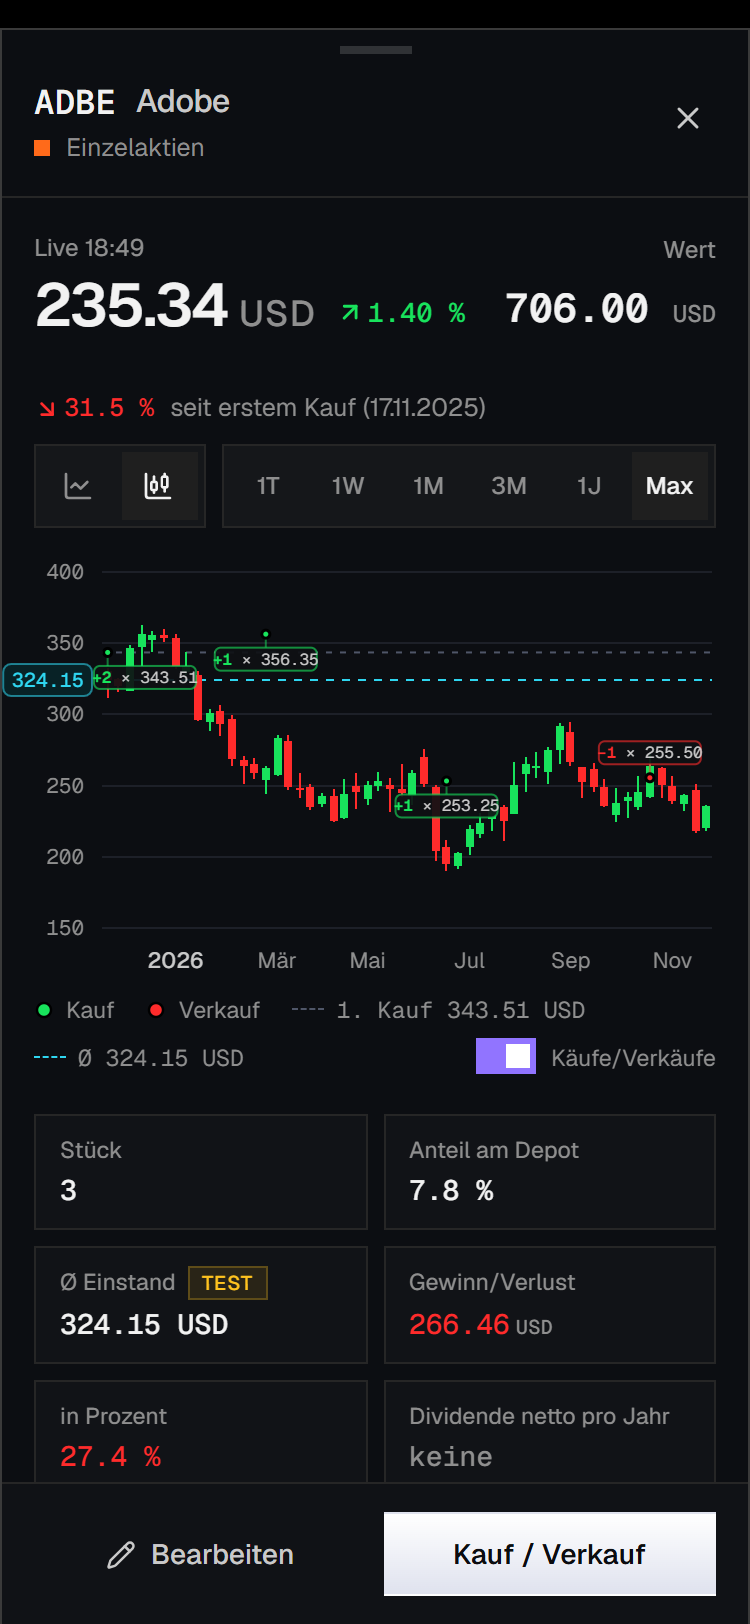 ADBE Adobe
Einzelaktien
Live 18:49
Wert
235.34 USD 1.40 % 706.00 USD
31.5 % seit erstem Kauf (17.11.2025)
1T 1W 1M 3M 1J Max
400
350
324.15
300
250
200
150
+2 × 343.51
+1 × 356.35
+1 × 253.25
-1 × 255.50
2026 Mär Mai Jul Sep Nov
Kauf Verkauf 1. Kauf 343.51 USD
Ø 324.15 USD Käufe/Verkäufe
Stück
3
Anteil am Depot
7.8 %
Ø Einstand TEST
324.15 USD
Gewinn/Verlust
266.46 USD
in Prozent
27.4 %
Dividende netto pro Jahr
keine
Bearbeiten
Kauf / Verkauf